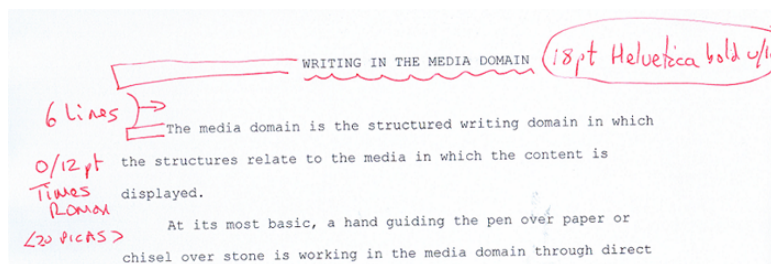 WRITING IN THE MEDIA DOMAIN
18pt Helvetica bold u/l
6 lines
The media domain is the structured writing domain in which
0/12 pt
the structures relate to the media in which the content is
Times
displayed.
Roman
At its most basic, a hand guiding the pen over paper or
<20 PICAS>
chisel over stone is working in the media domain through direct